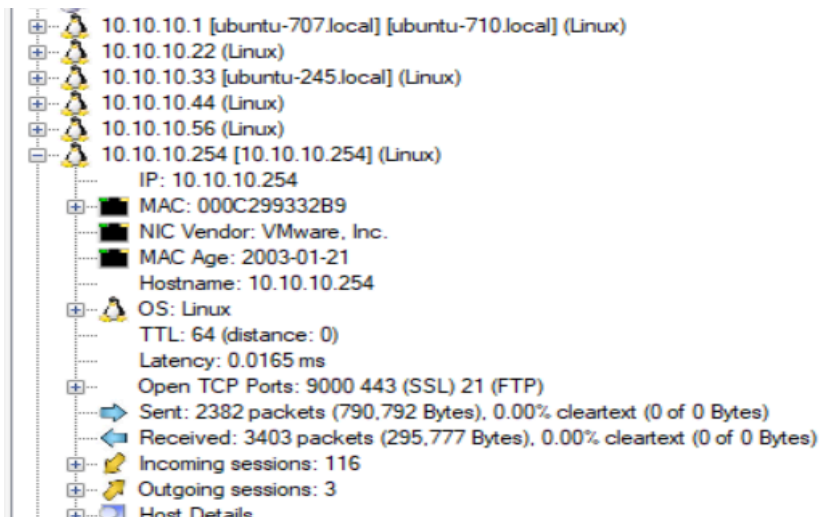 10.10.10.1 [ubuntu-707.local] [ubuntu-710.local] (Linux)
10.10.10.22 (Linux)
10.10.10.33 [ubuntu-245.local] (Linux)
10.10.10.44 (Linux)
10.10.10.56 (Linux)
10.10.10.254 [10.10.10.254] (Linux)
IP: 10.10.10.254
MAC: 000C299332B9
NIC Vendor: VMware, Inc.
MAC Age: 2003-01-21
Hostname: 10.10.10.254
OS: Linux
TTL: 64 (distance: 0)
Latency: 0.0165 ms
Open TCP Ports: 9000 443 (SSL) 21 (FTP)
Sent: 2382 packets (790,792 Bytes), 0.00% cleartext (0 of 0 Bytes)
Received: 3403 packets (295,777 Bytes), 0.00% cleartext (0 of 0 Bytes)
Incoming sessions: 116
Outgoing sessions: 3
Host Details